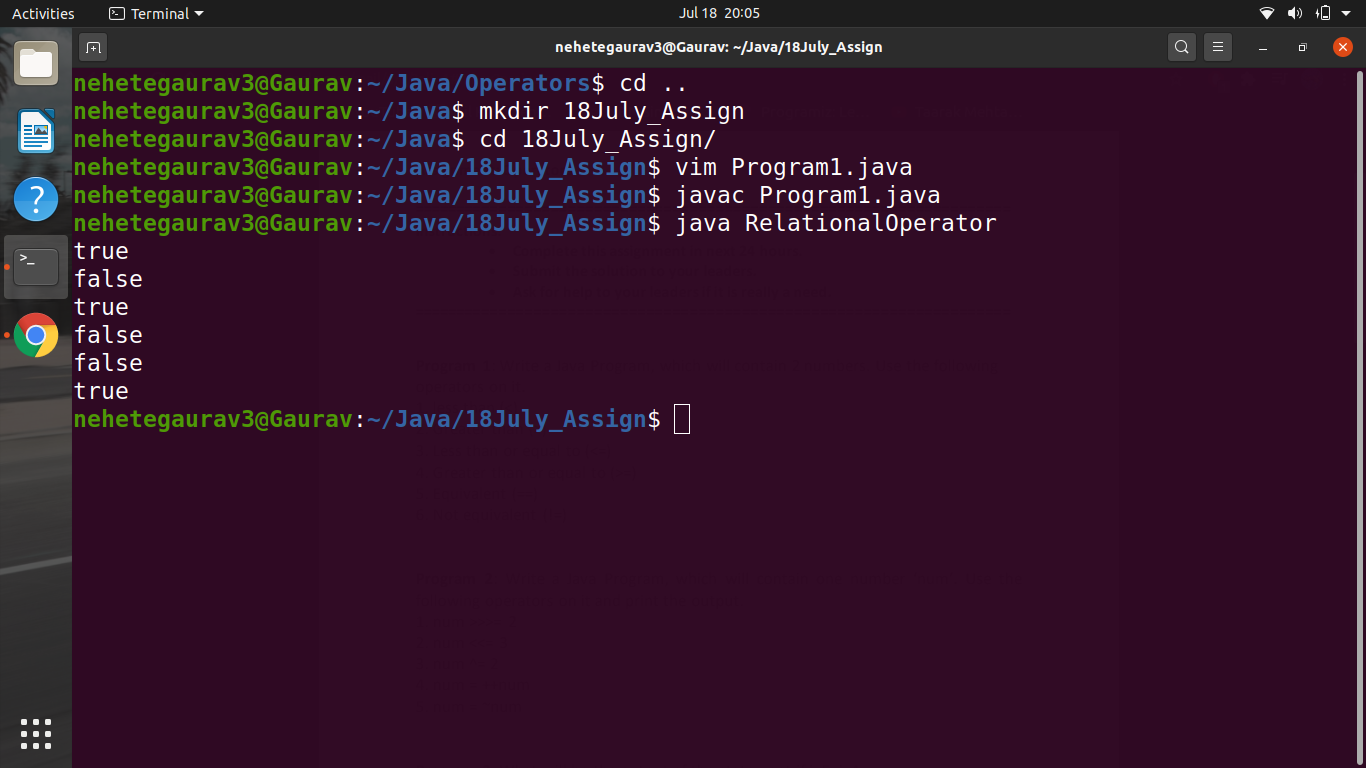 Activities Terminal Jul 18 20:05
nehetegaurav3@Gaurav: ~/Java/18July_Assign
nehetegaurav3@Gaurav:~/Java/Operators$ cd ..
nehetegaurav3@Gaurav:~/Java$ mkdir 18July_Assign
nehetegaurav3@Gaurav:~/Java$ cd 18July_Assign/
nehetegaurav3@Gaurav:~/Java/18July_Assign$ vim Program1.java
nehetegaurav3@Gaurav:~/Java/18July_Assign$ javac Program1.java
nehetegaurav3@Gaurav:~/Java/18July_Assign$ java RelationalOperator
true
false
true
false
false
true
nehetegaurav3@Gaurav:~/Java/18July_Assign$